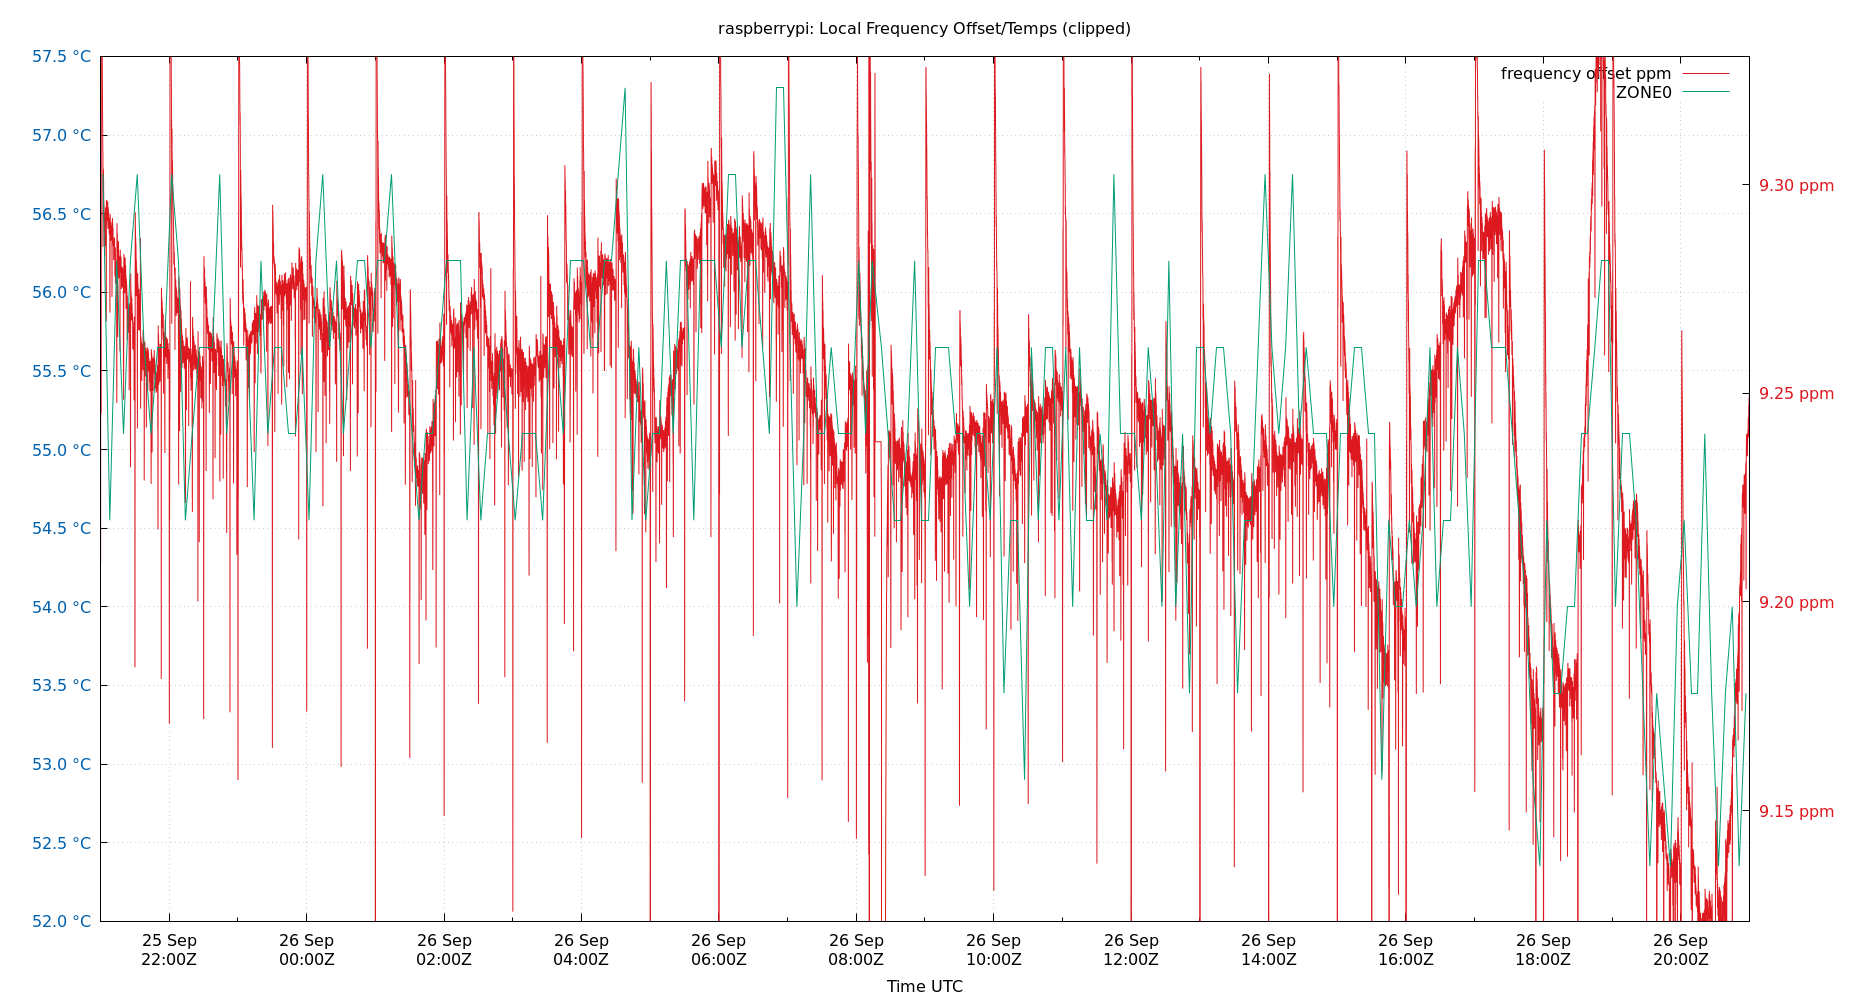 raspberrypi: Local Frequency Offset/Temps (clipped)
frequency offset ppm
ZONE0
57.5 °C
57.0 °C
56.5 °C
56.0 °C
55.5 °C
55.0 °C
54.5 °C
54.0 °C
53.5 °C
53.0 °C
52.5 °C
52.0 °C
9.30 ppm
9.25 ppm
9.20 ppm
9.15 ppm
25 Sep 26 Sep 26 Sep 26 Sep 26 Sep 26 Sep 26 Sep 26 Sep 26 Sep 26 Sep 26 Sep 26 Sep
22:00Z 00:00Z 02:00Z 04:00Z 06:00Z 08:00Z 10:00Z 12:00Z 14:00Z 16:00Z 18:00Z 20:00Z
Time UTC